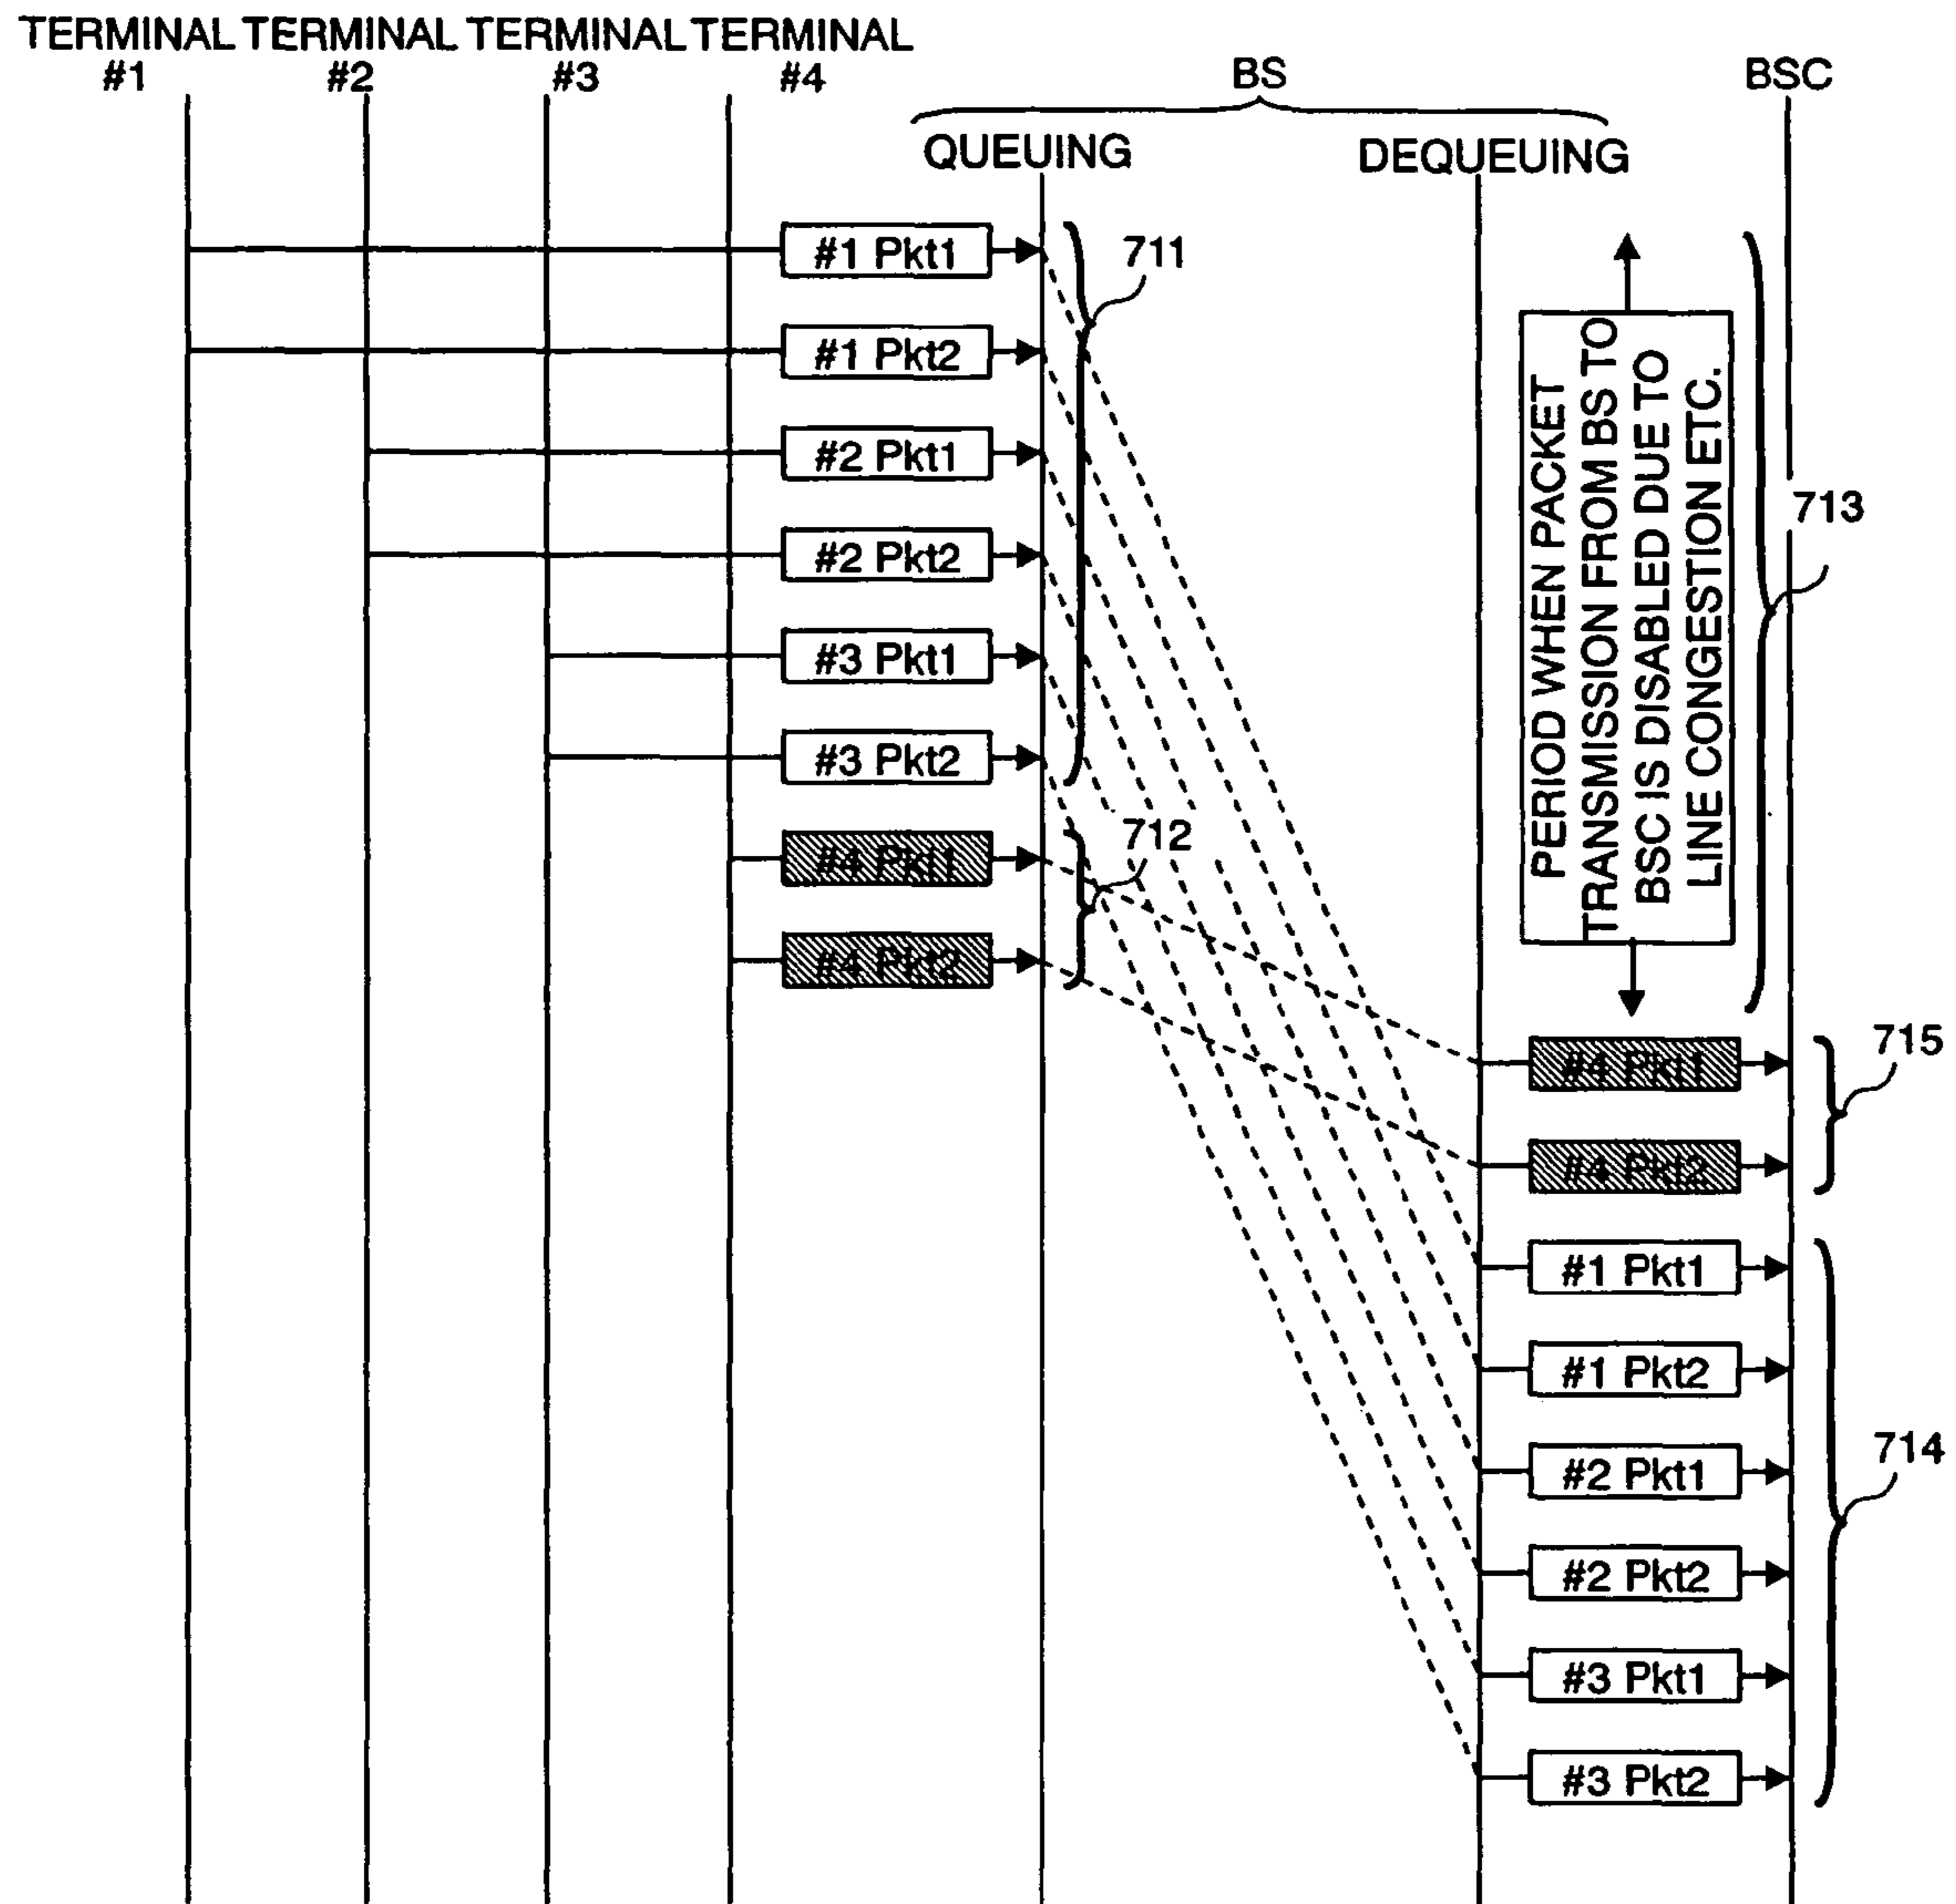 TERMINAL TERMINAL TERMINAL TERMINAL
#1 #2 #3 #4
BS
BSC
QUEUING
DEQUEUING
#1 Pkt1
711
#1 Pkt2
#2 Pkt1
#2 Pkt2
#3 Pkt1
#3 Pkt2
PERIOD WHEN PACKET
TRANSMISSION FROM BS TO
BSC IS DISABLED DUE TO
LINE CONGESTION ETC.
713
712
#4 Pkt1
#4 Pkt2
#4 Pkt1
715
#4 Pkt2
#1 Pkt1
#1 Pkt2
714
#2 Pkt1
#2 Pkt2
#3 Pkt1
#3 Pkt2